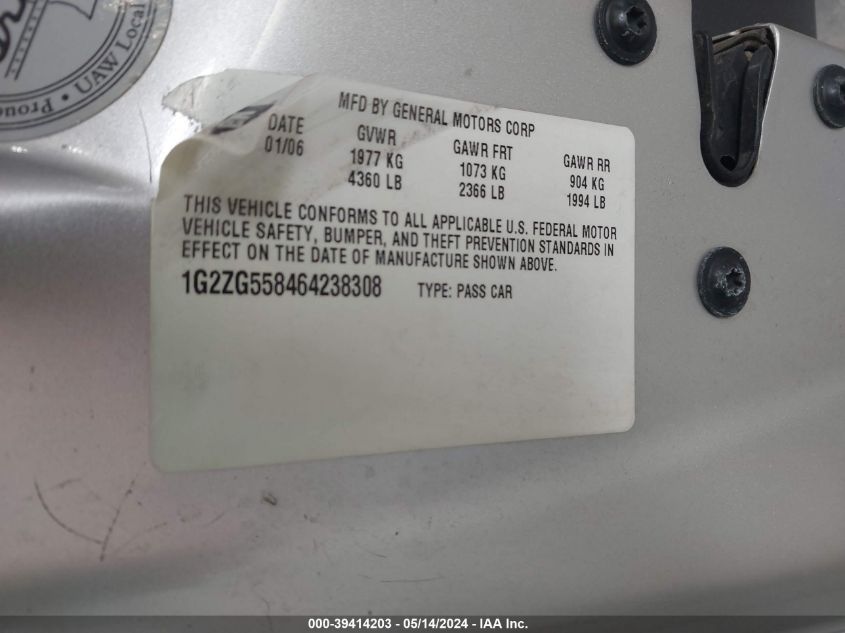 Proud
• UAW Local
MFD BY GENERAL MOTORS CORP
DATE GVWR GAWR FRT GAWR RR
01/06 1977 KG 1073 KG 904 KG
4360 LB 2366 LB 1994 LB
THIS VEHICLE CONFORMS TO ALL APPLICABLE U.S. FEDERAL MOTOR
VEHICLE SAFETY, BUMPER, AND THEFT PREVENTION STANDARDS IN
EFFECT ON THE DATE OF MANUFACTURE SHOWN ABOVE.
1G2ZG558464238308 TYPE: PASS CAR
000-39414203 - 05/14/2024 - IAA Inc.